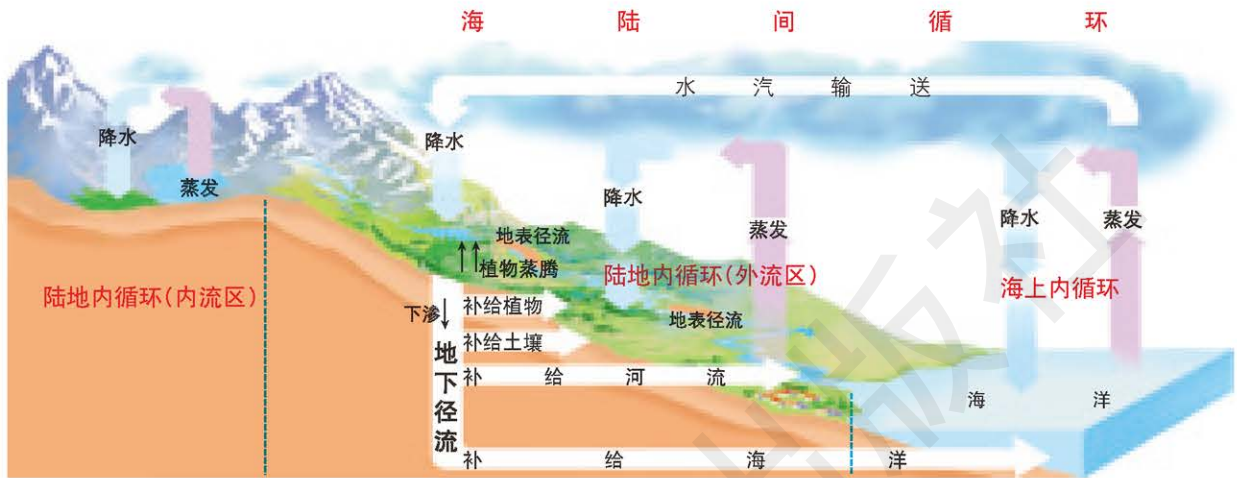 海陆间循环
水汽输送
降水
蒸发
降水
降水
蒸发
降水
蒸发
地表径流
植物蒸腾
陆地内循环(内流区)
陆地内循环(外流区)
海上内循环
下渗
补给植物
地表径流
补给土壤
地下径流
补给河流
海洋
补给海洋
版社